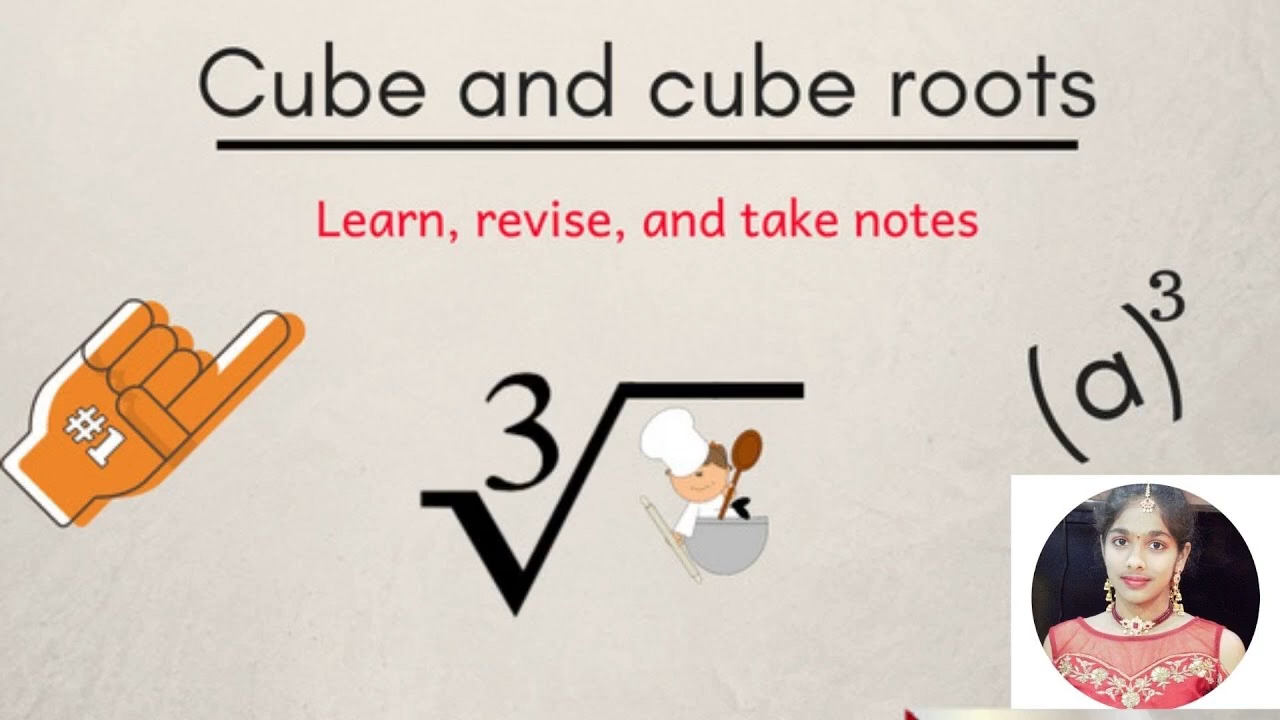 Cube and cube roots
Learn, revise, and take notes
#1
3√
(a)³